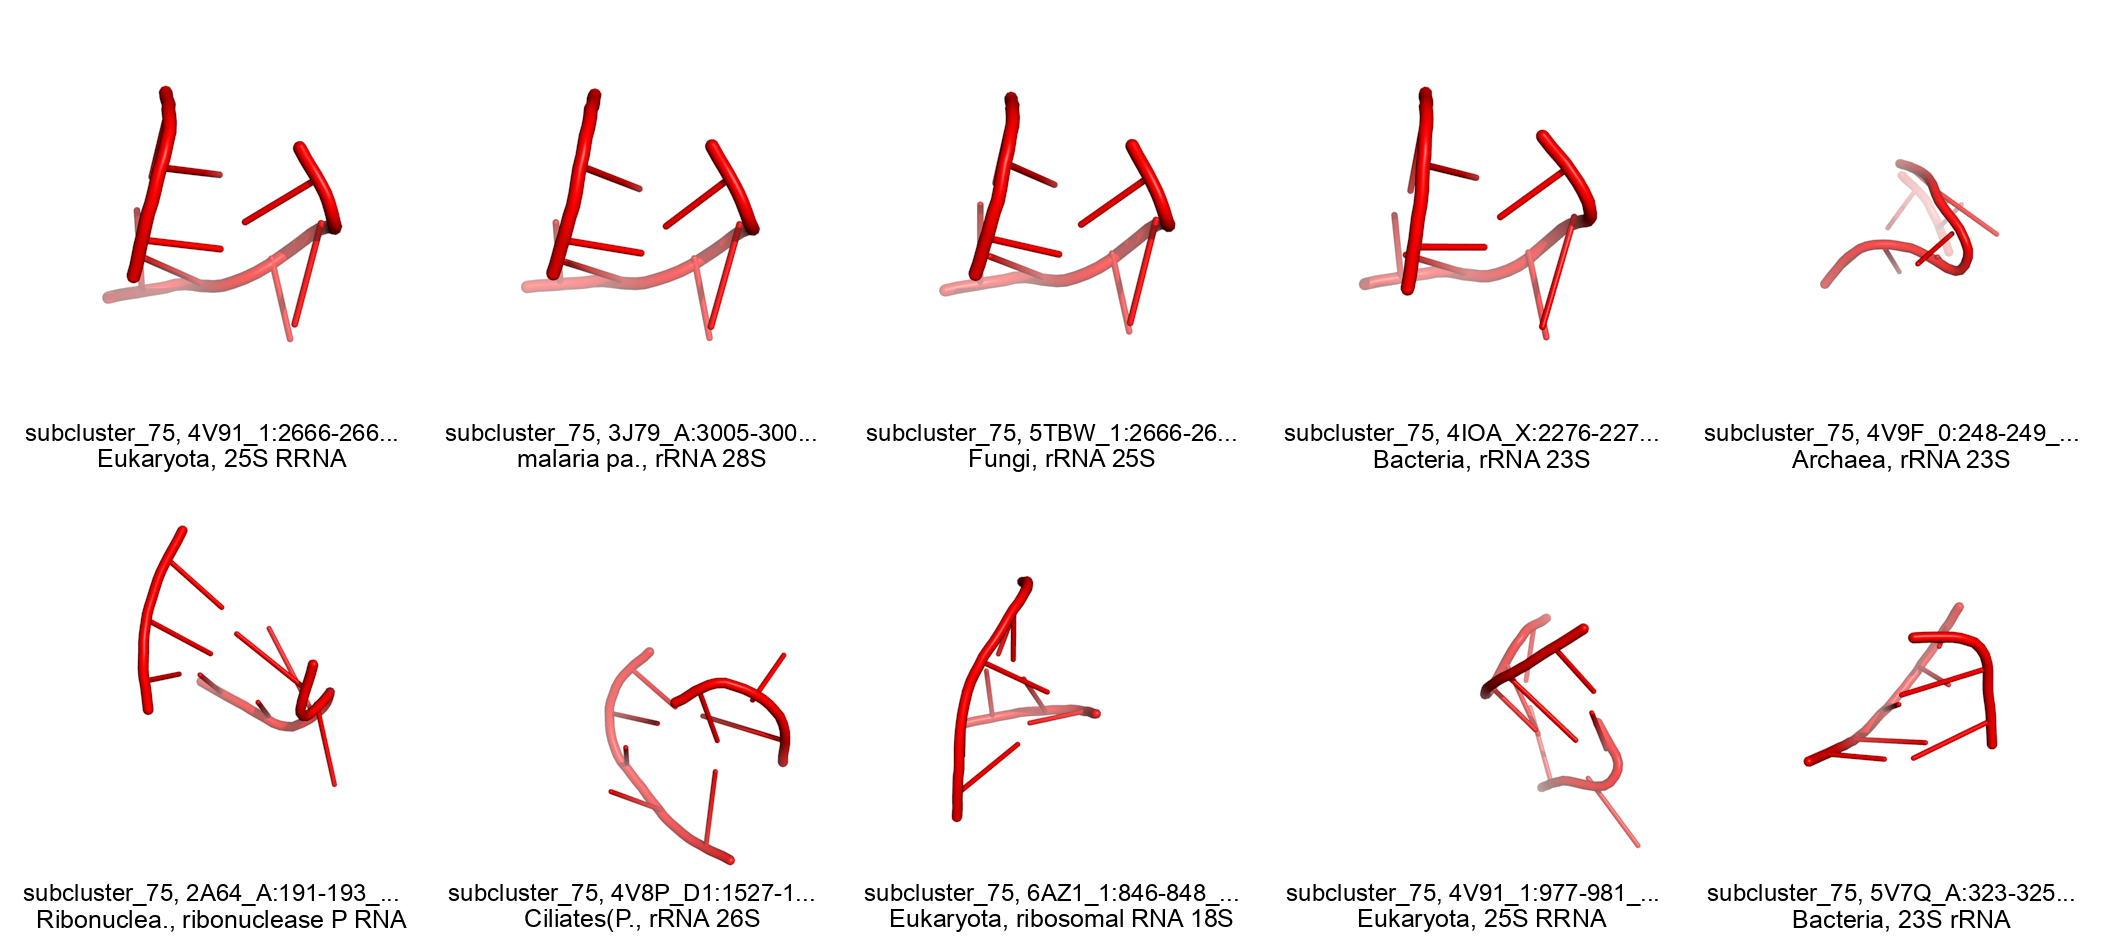 subcluster_75, 4V91_1:2666-266...
Eukaryota, 25S RRNA
subcluster_75, 3J79_A:3005-300...
malaria pa., rRNA 28S
subcluster_75, 5TBW_1:2666-26...
Fungi, rRNA 25S
subcluster_75, 4IOA_X:2276-227...
Bacteria, rRNA 23S
subcluster_75, 4V9F_0:248-249_...
Archaea, rRNA 23S
subcluster_75, 2A64_A:191-193_...
Ribonuclea., ribonuclease P RNA
subcluster_75, 4V8P_D1:1527-1...
Ciliates(P., rRNA 26S
subcluster_75, 6AZ1_1:846-848_...
Eukaryota, ribosomal RNA 18S
subcluster_75, 4V91_1:977-981_...
Eukaryota, 25S RRNA
subcluster_75, 5V7Q_A:323-325...
Bacteria, 23S rRNA